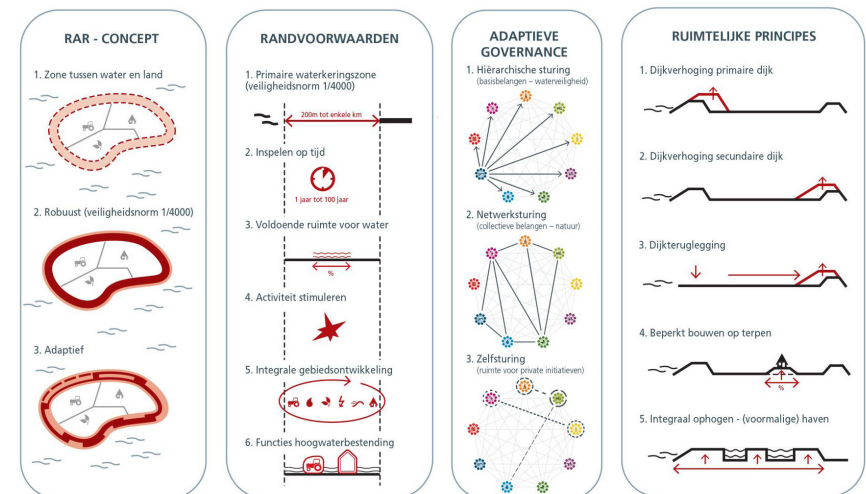 RAR - CONCEPT
1. Zone tussen water en land
2. Robuust (veiligheidsnorm 1/4000)
3. Adaptief
RANDVOORWAARDEN
1. Primaire waterkeringszone
(veiligheidsnorm 1/4000)
200m tot enkele km
2. Inspelen op tijd
1 jaar tot 100 jaar
3. Voldoende ruimte voor water
%
4. Activiteit stimuleren
5. Integrale gebiedsontwikkeling
6. Functies hoogwaterbestending
ADAPTIEVE
GOVERNANCE
1. Hiërarchische sturing
(basisbelangen – waterveiligheid)
2. Netwerksturing
(collectieve belangen – natuur)
3. Zelfsturing
(ruimte voor private initiatieven)
RUIMTELIJKE PRINCIPES
1. Dijkverhoging primaire dijk
2. Dijkverhoging secundaire dijk
3. Dijkteruglegging
4. Beperkt bouwen op terpen
%
5. Integraal ophogen - (voormalige) haven